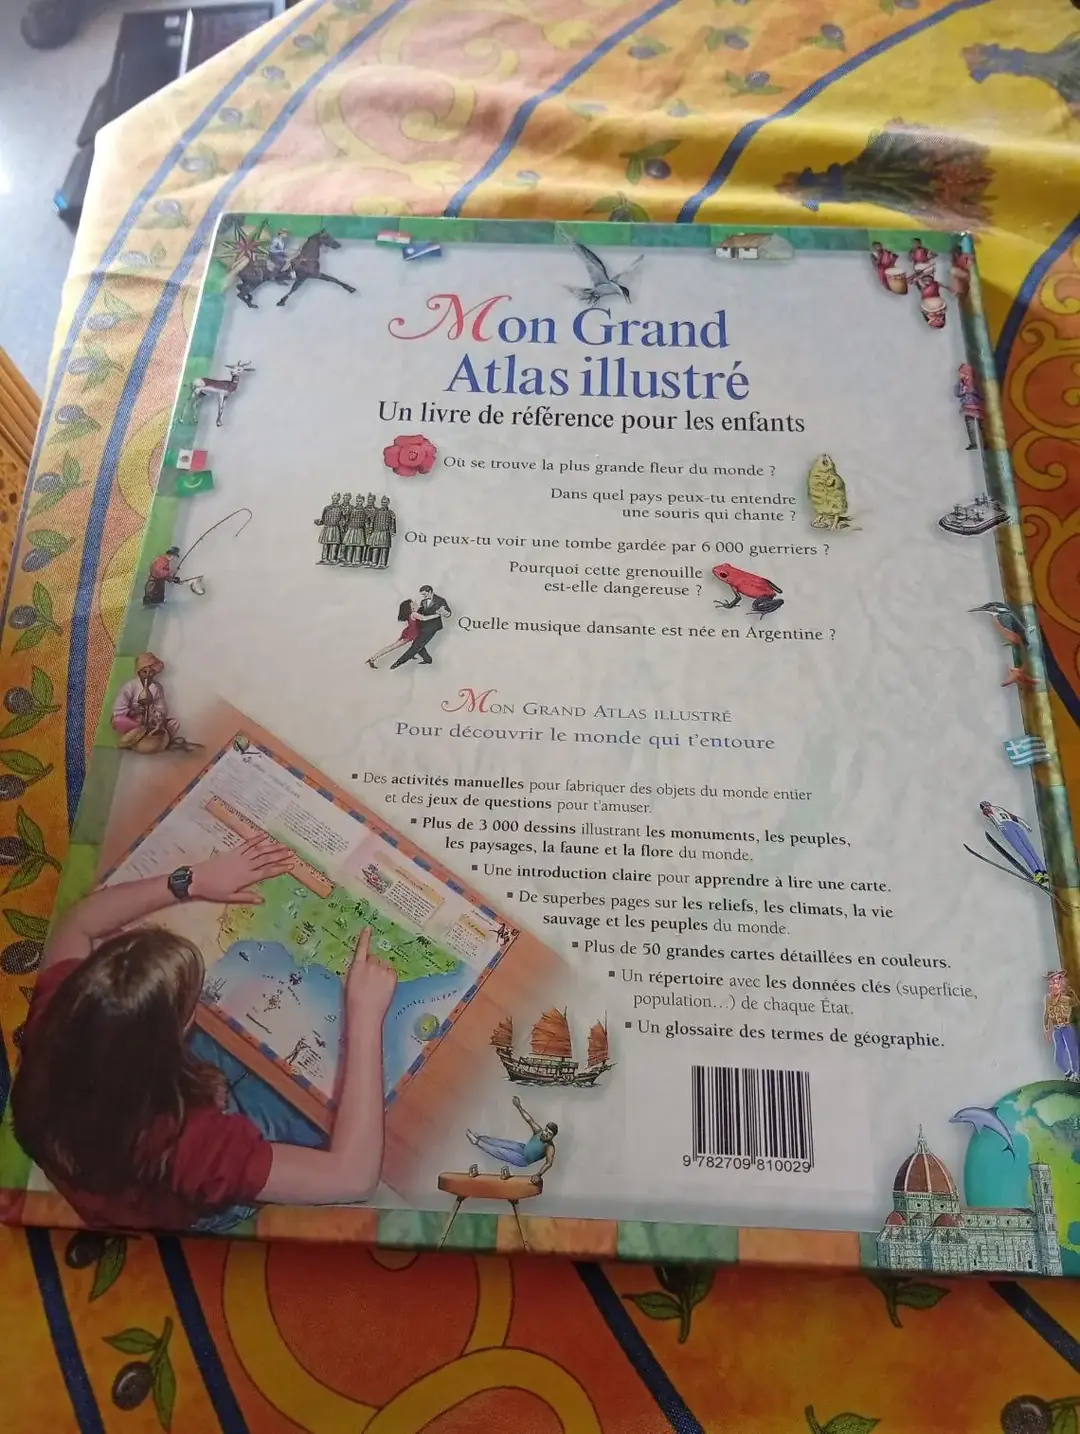 Mon Grand
Atlas illustré
Un livre de référence pour les enfants
Où se trouve la plus grande fleur du monde ?
Dans quel pays peux-tu entendre
une souris qui chante ?
Où peux-tu voir une tombe gardée par 6 000 guerriers ?
Pourquoi cette grenouille
est-elle dangereuse ?
Quelle musique dansante est née en Argentine ?
MON GRAND ATLAS ILLUSTRÉ
Pour découvrir le monde qui t'entoure
▪ Des activités manuelles pour fabriquer des objets du monde entier
et des jeux de questions pour t'amuser.
▪ Plus de 3 000 dessins illustrant les monuments, les peuples,
les paysages, la faune et la flore du monde.
▪ Une introduction claire pour apprendre à lire une carte.
▪ De superbes pages sur les reliefs, les climats, la vie
sauvage et les peuples du monde.
▪ Plus de 50 grandes cartes détaillées en couleurs.
▪ Un répertoire avec les données clés (superficie,
population...) de chaque État.
▪ Un glossaire des termes de géographie.
9 782709 810029